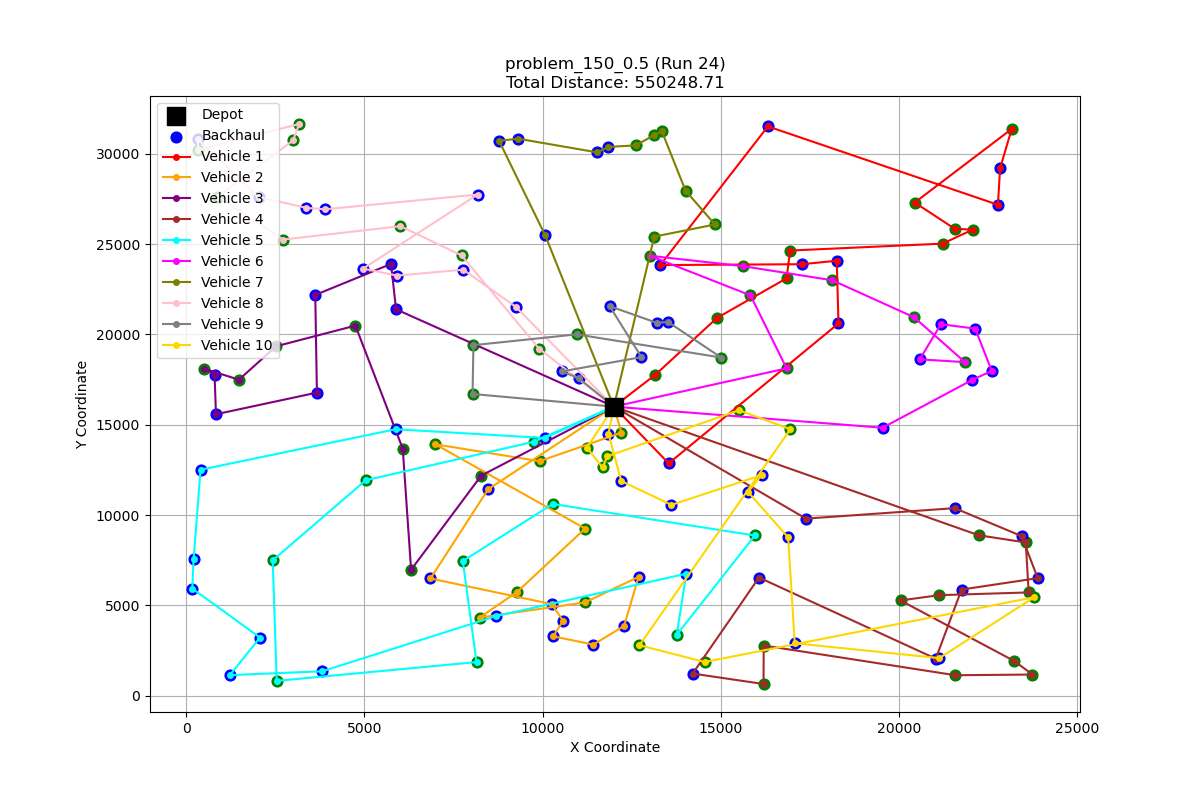 problem_150_0.5 (Run 24)
Total Distance: 550248.71
Depot
Backhaul
Vehicle 1
Vehicle 2
Vehicle 3
Vehicle 4
Vehicle 5
Vehicle 6
Vehicle 7
Vehicle 8
Vehicle 9
Vehicle 10
30000
25000
20000
15000
10000
5000
0
Y Coordinate
0 5000 10000 15000 20000 25000
X Coordinate